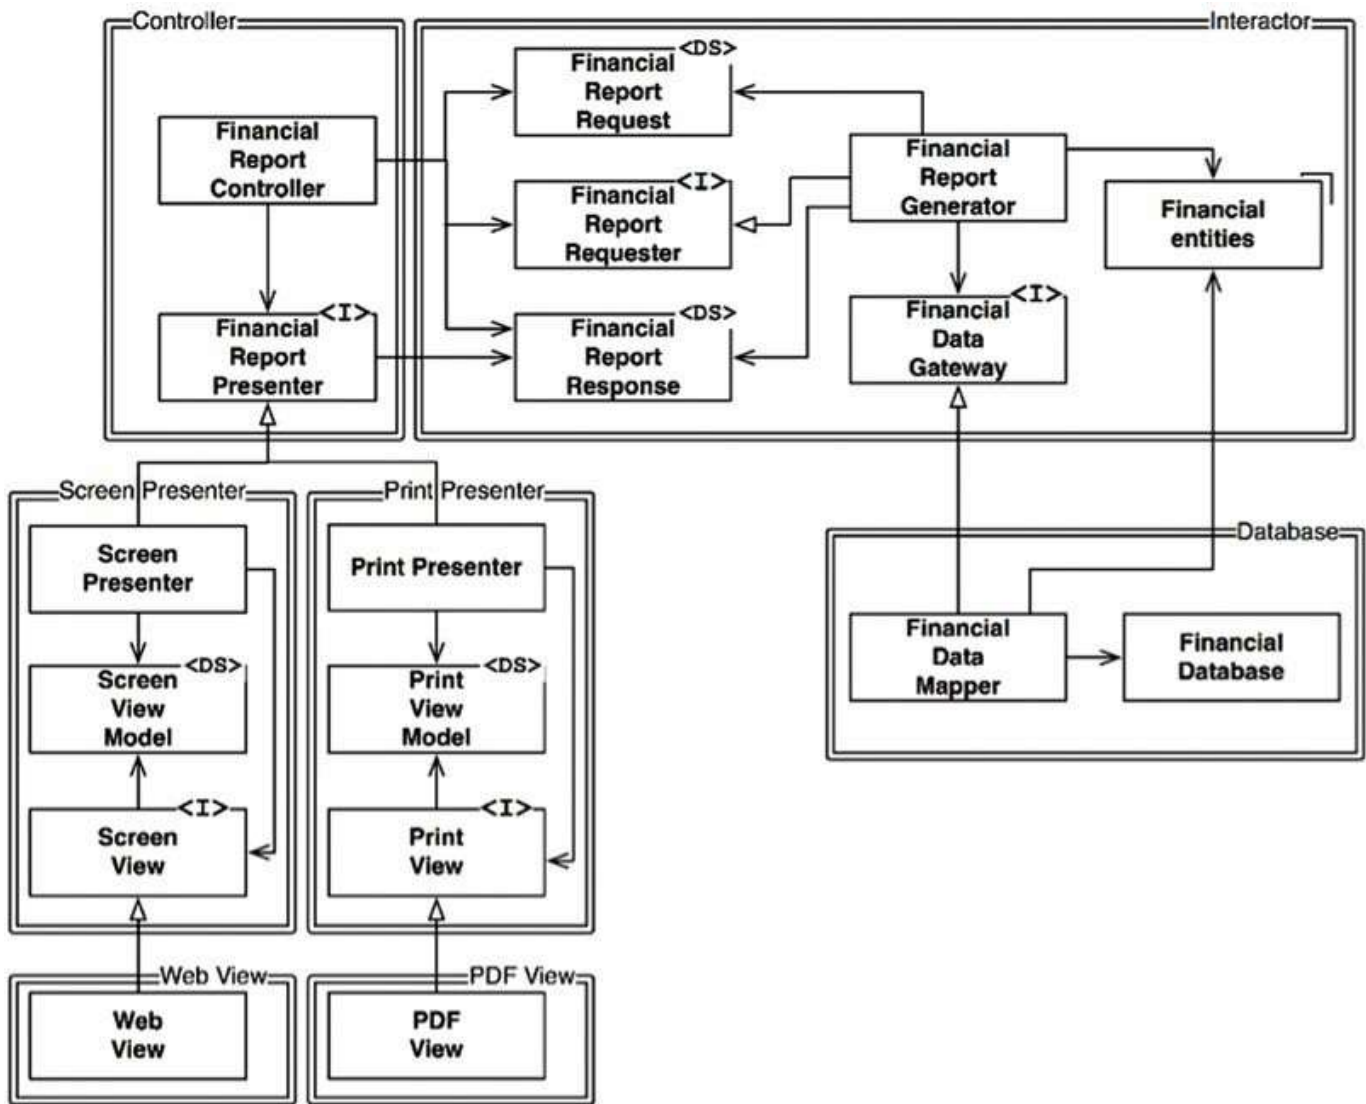 Controller
Interactor
<DS>
Financial
Report
Request
Financial
Report
Controller
Financial
Report
Generator
<I>
Financial
Report
Requester
Financial
entities
<I>
Financial
Report
Presenter
<DS>
Financial
Report
Response
<I>
Financial
Data
Gateway
Screen Presenter
Print Presenter
Database
Screen
Presenter
Print Presenter
Financial
Data
Mapper
Financial
Database
<DS>
Screen
View
Model
<DS>
Print
View
Model
<I>
Screen
View
<I>
Print
View
Web View
PDF View
Web
View
PDF
View